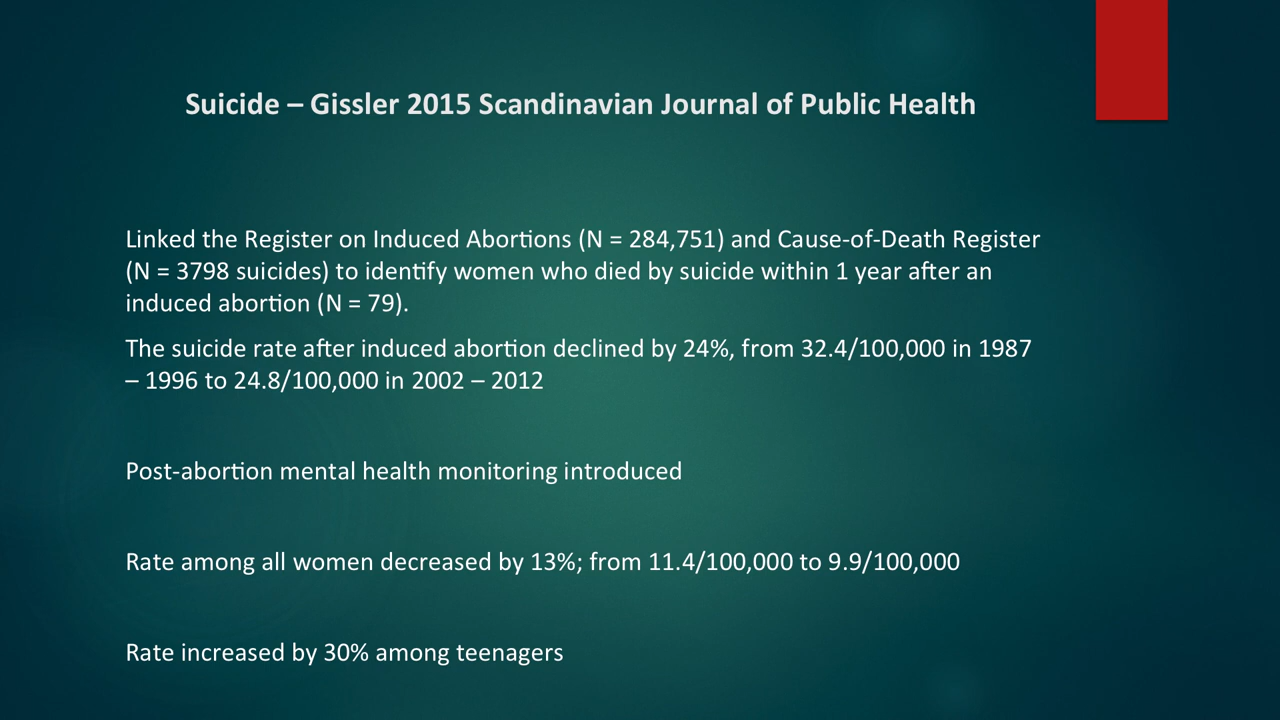 Suicide – Gissler 2015 Scandinavian Journal of Public Health
Linked the Register on Induced Abortions (N = 284,751) and Cause-of-Death Register
(N = 3798 suicides) to identify women who died by suicide within 1 year after an
induced abortion (N = 79).
The suicide rate after induced abortion declined by 24%, from 32.4/100,000 in 1987
– 1996 to 24.8/100,000 in 2002 – 2012
Post-abortion mental health monitoring introduced
Rate among all women decreased by 13%; from 11.4/100,000 to 9.9/100,000
Rate increased by 30% among teenagers